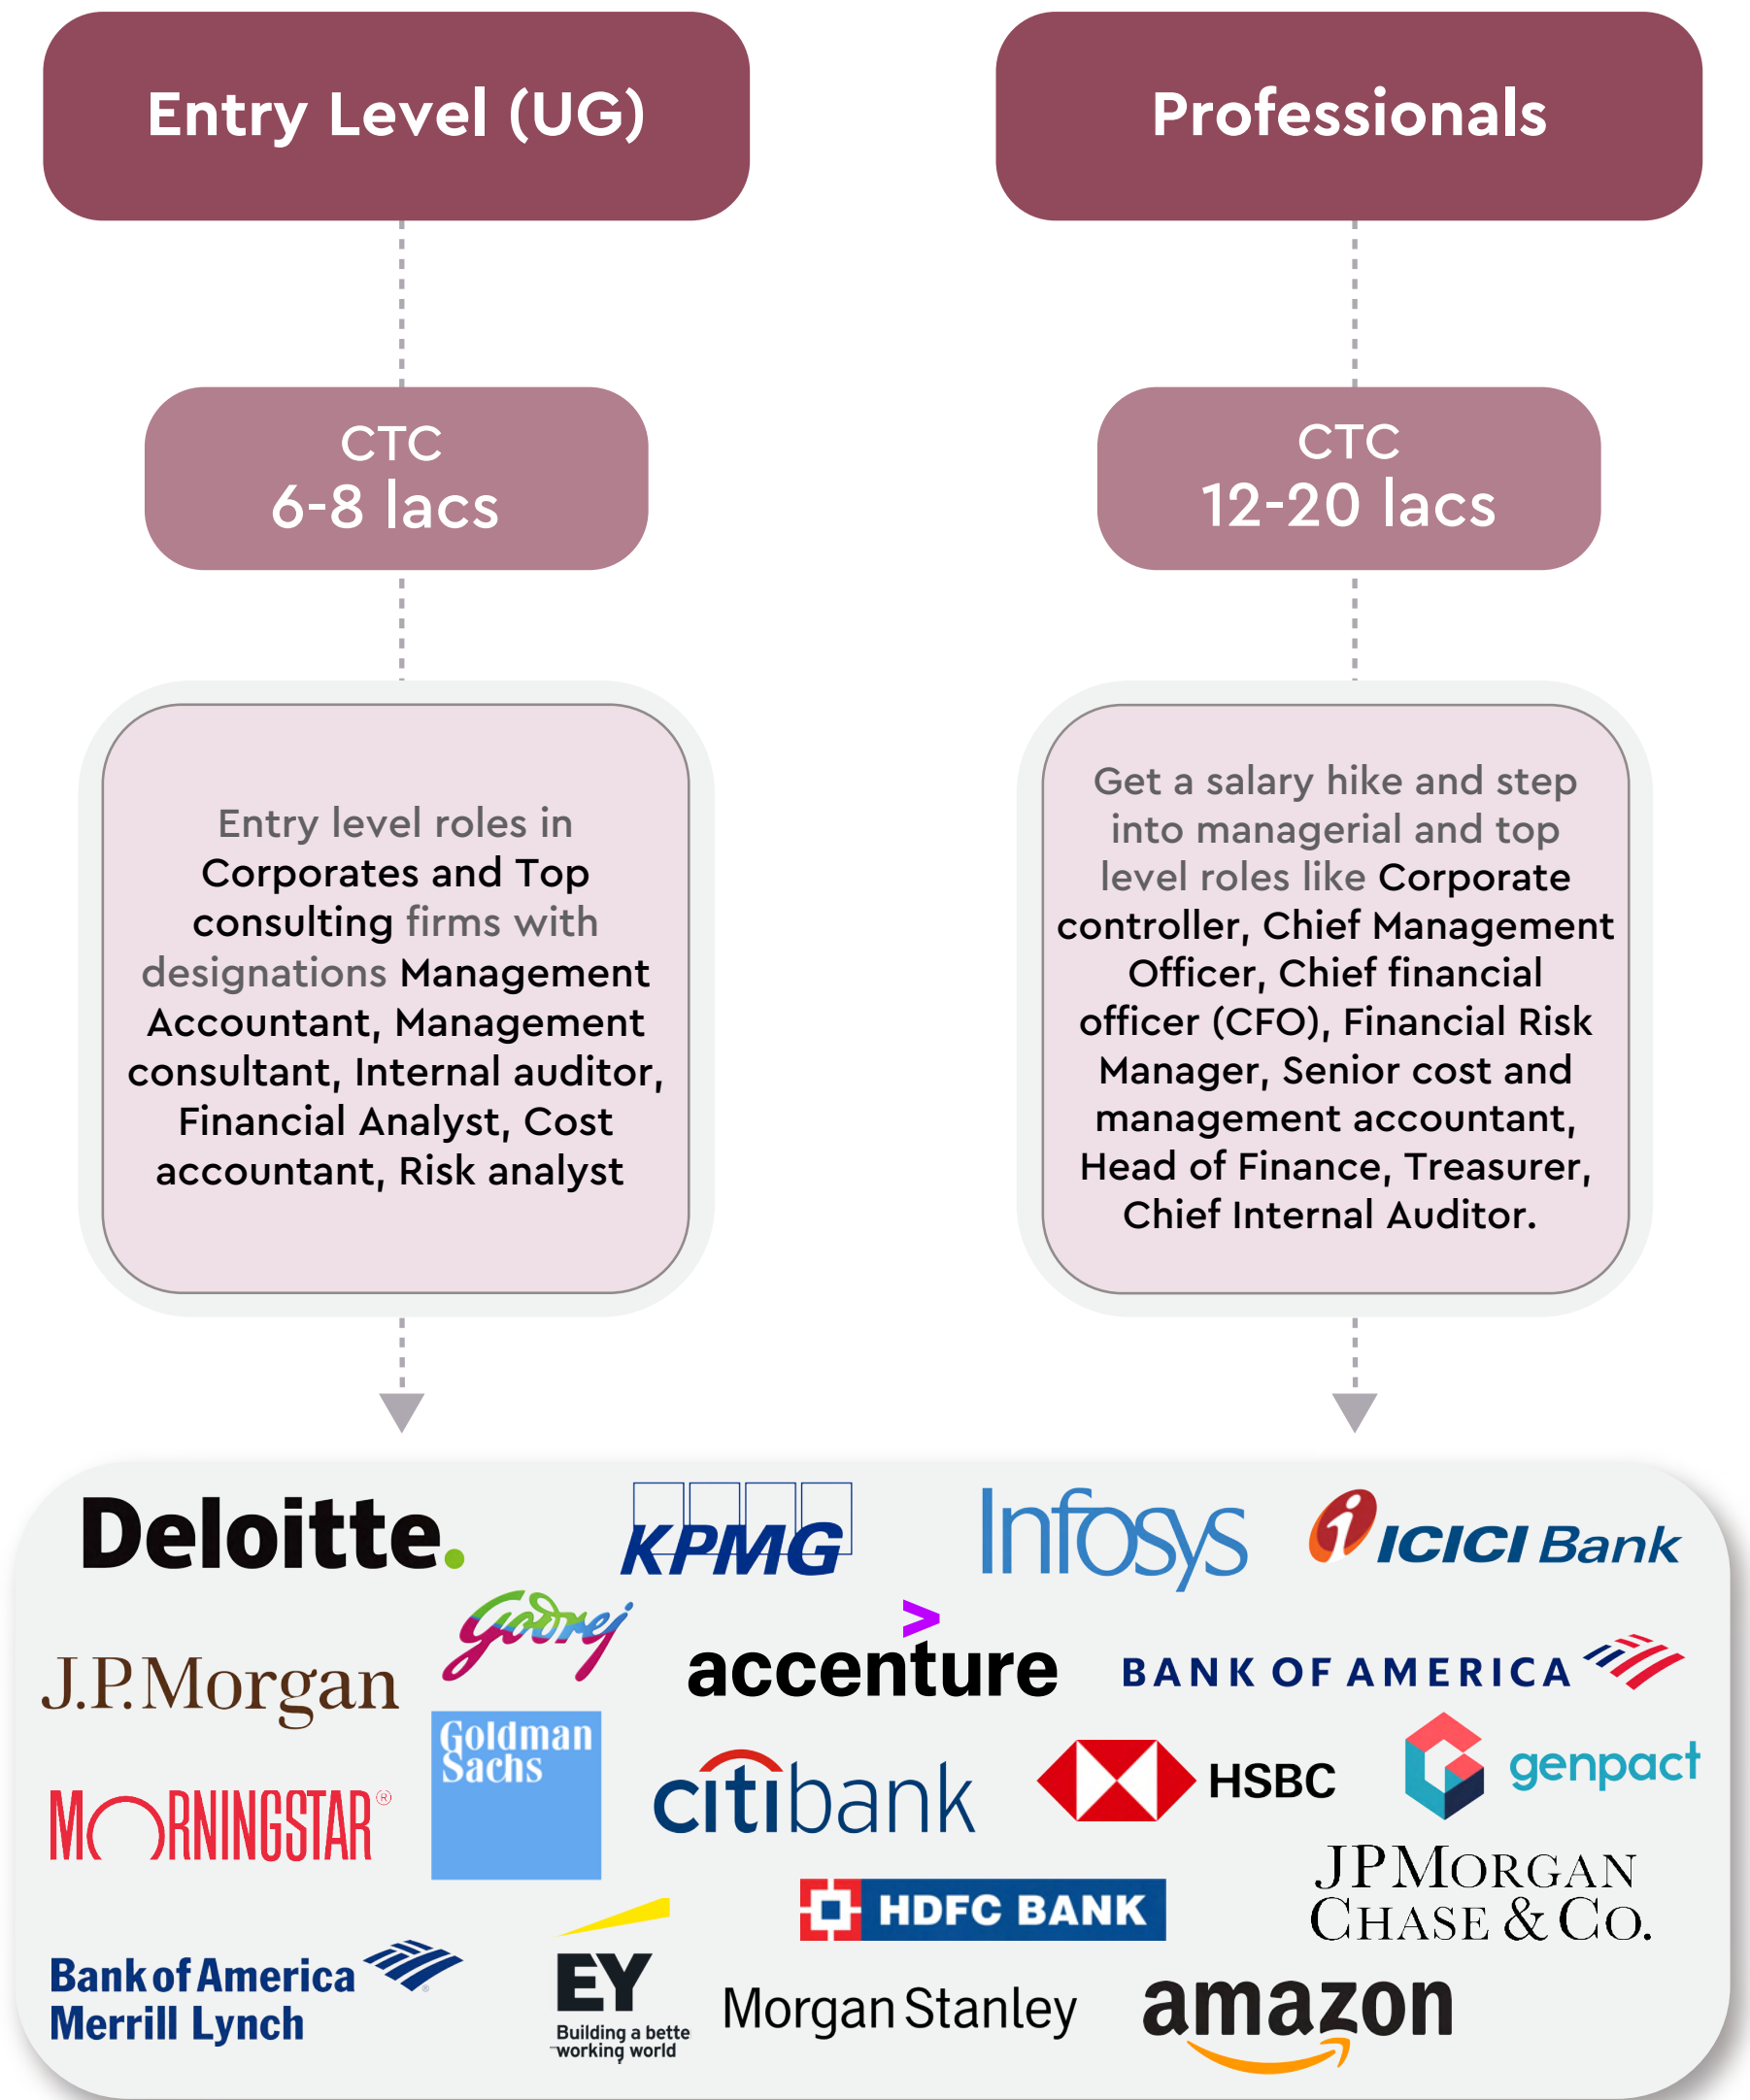 Entry Level (UG)
CTC
6-8 lacs
Entry level roles in
Corporates and Top
consulting firms with
designations Management
Accountant, Management
consultant, Internal auditor,
Financial Analyst, Cost
accountant, Risk analyst
Professionals
CTC
12-20 lacs
Get a salary hike and step
into managerial and top
level roles like Corporate
controller, Chief Management
Officer, Chief financial
officer (CFO), Financial Risk
Manager, Senior cost and
management accountant,
Head of Finance, Treasurer,
Chief Internal Auditor.
Deloitte.
KPMG
Infosys
i ICICI Bank
J.P.Morgan
Godrej
>
accenture
BANK OF AMERICA
MORNINGSTAR®
Goldman
Sachs
citibank
HSBC
genpact
HDFC BANK
JPMORGAN
CHASE & CO.
Bank of America
Merrill Lynch
®
EY
Building a bette
working world
Morgan Stanley
amazon